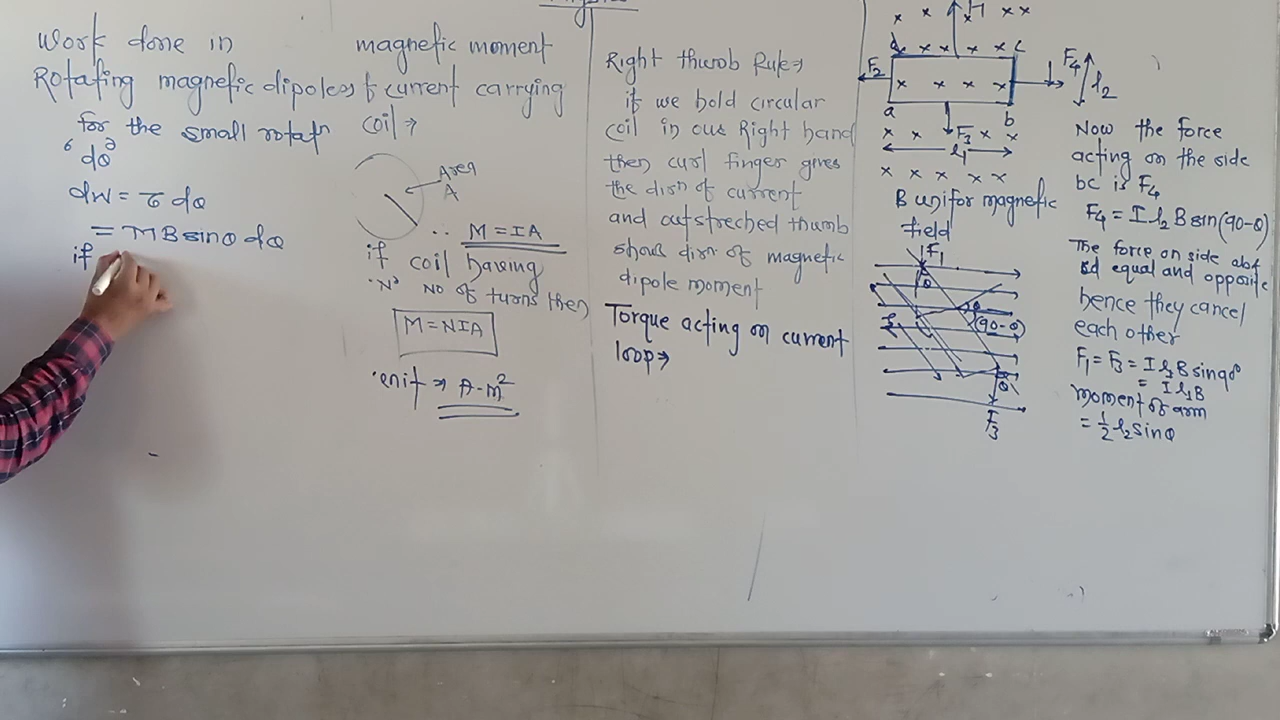 Work done in
Rotating magnetic dipoles
for the small rotatn
dθ
dW = τ dθ
= MB sinθ dθ
if
magnetic moment
of current carrying
coil ⇒
Area
A
∴ M = IA
if coil having
'N' No of turns then
M = NIA
unit ⇒ A-m²
Right thumb Rule ⇒
if we hold circular
coil in our Right hand
then curl finger gives
the dirn of current
and outstreched thumb
shows dirn of magnetic
dipole moment
Torque acting on current
loop ⇒
x x x x x
d x x x x c
F2 x x x x F4 l2
a b
x x F3 x x
l1
x x x x x
B unifor magnetic
field
F1
θ
θ
(90-θ)
θ
F3
Now the force
acting on the side
bc is F4
F4 = I l2 B sin(90-θ)
The force on side abf
sd equal and opposite
hence they cancel
each other
F1 = F3 = I l1 B sin90°
= I l1 B
moment of arm
= 1/2 l2 sinθ